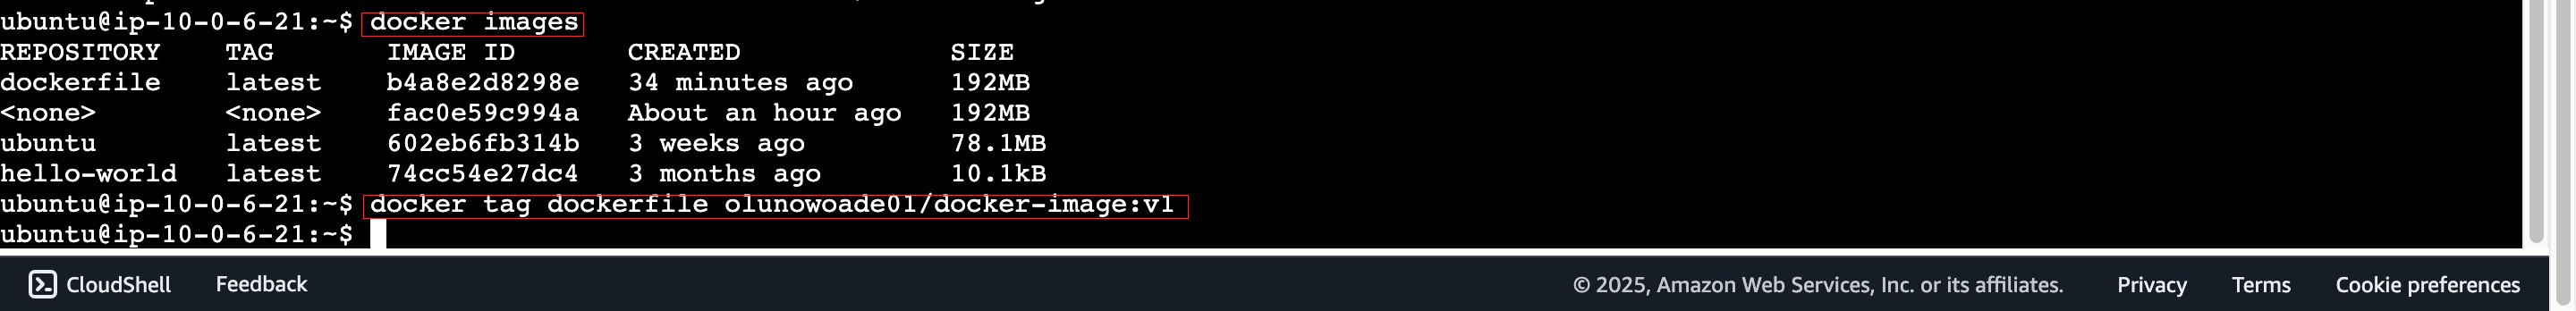 ubuntu@ip-10-0-6-21:~$ docker images
REPOSITORY TAG IMAGE ID CREATED SIZE
dockerfile latest b4a8e2d8298e 34 minutes ago 192MB
<none> <none> fac0e59c994a About an hour ago 192MB
ubuntu latest 602eb6fb314b 3 weeks ago 78.1MB
hello-world latest 74cc54e27dc4 3 months ago 10.1kB
ubuntu@ip-10-0-6-21:~$ docker tag dockerfile olunowoade01/docker-image:v1
ubuntu@ip-10-0-6-21:~$
CloudShell Feedback © 2025, Amazon Web Services, Inc. or its affiliates. Privacy Terms Cookie preferences